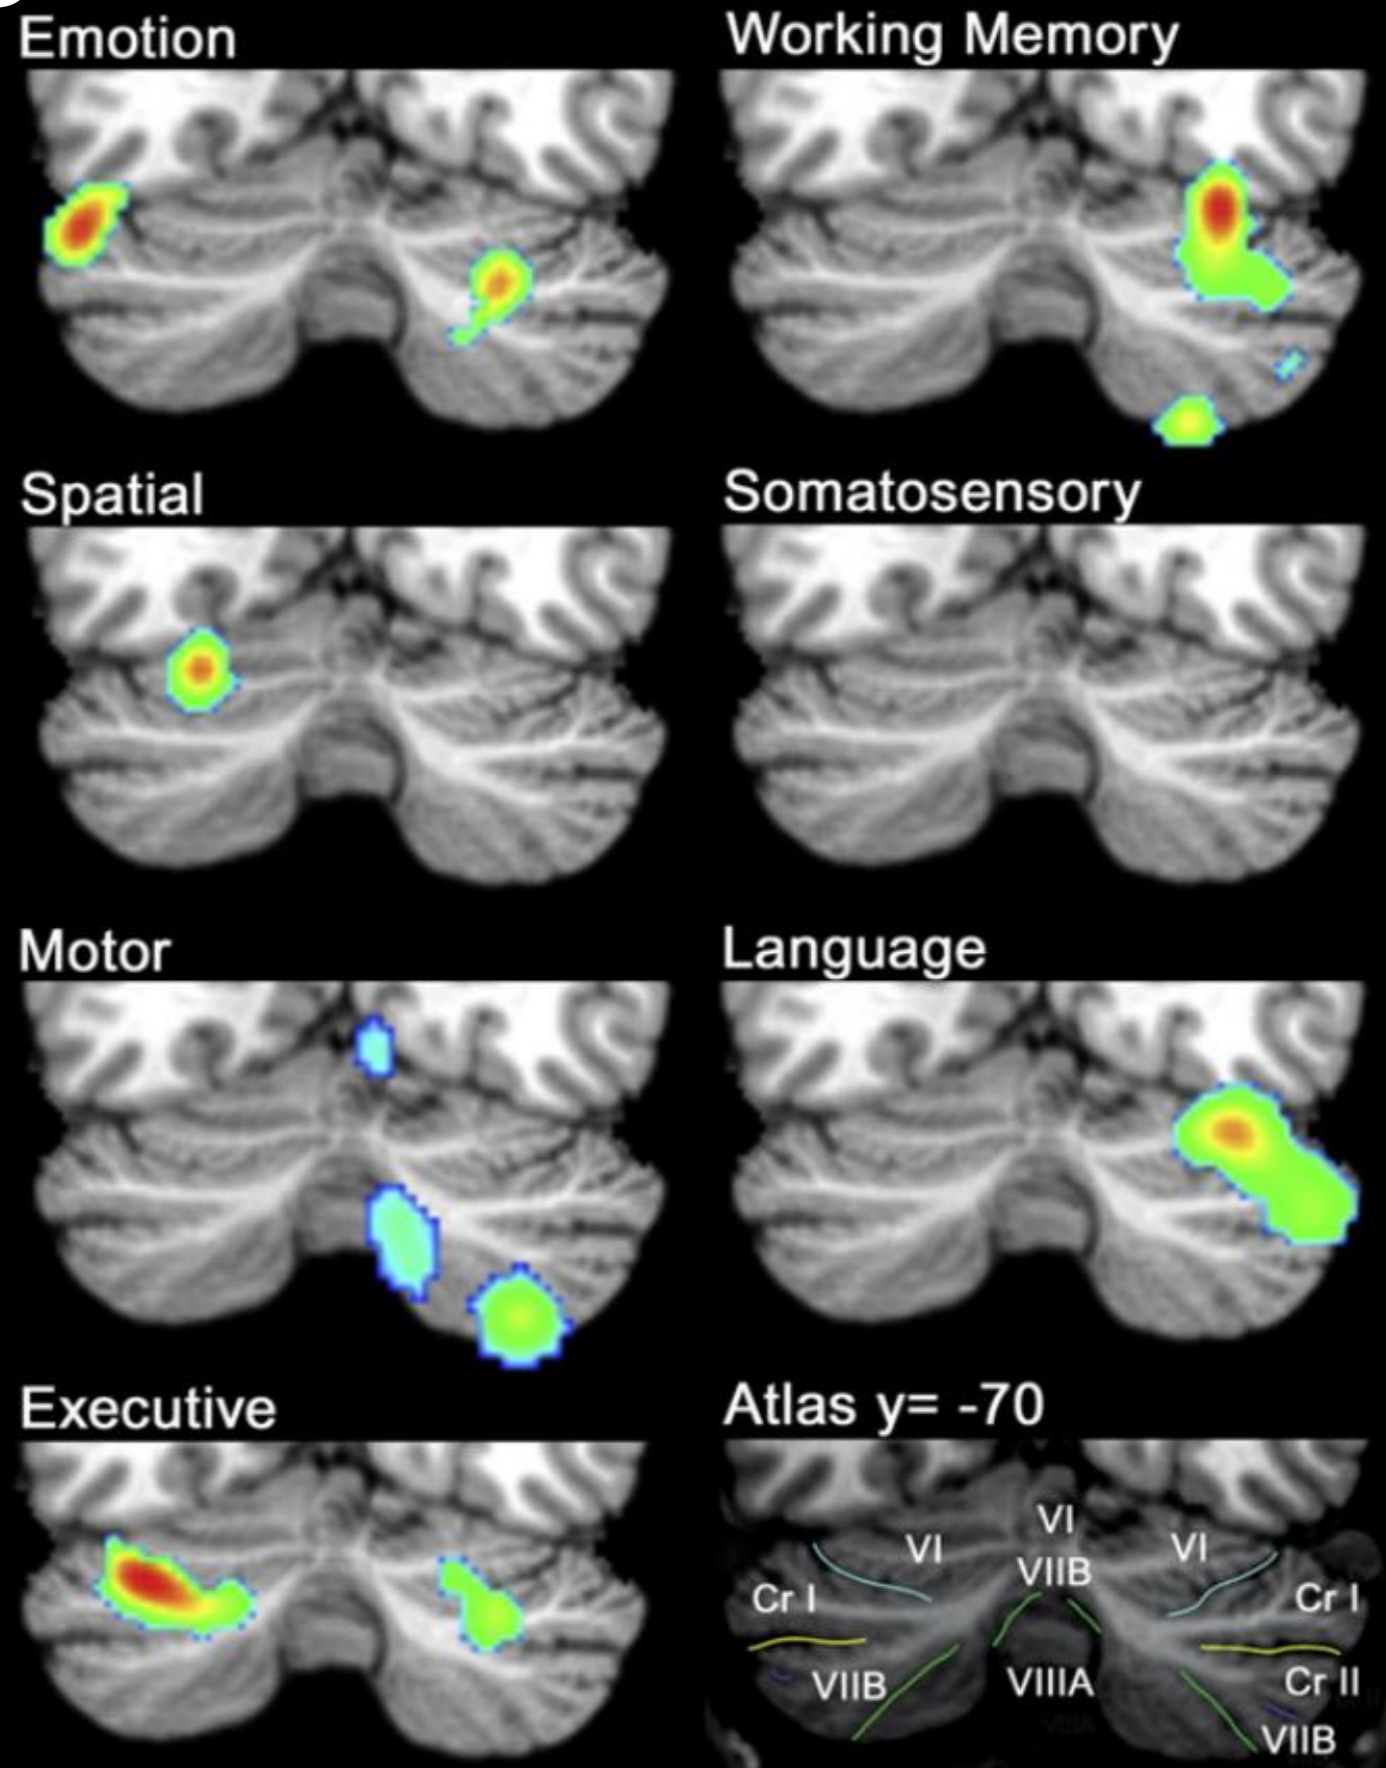 Emotion
Working Memory
Spatial
Somatosensory
Motor
Language
Executive
Atlas y= -70
VI
VI
VI
VIIB
Cr I
Cr I
VIIB
VIIIA
Cr II
VIIB